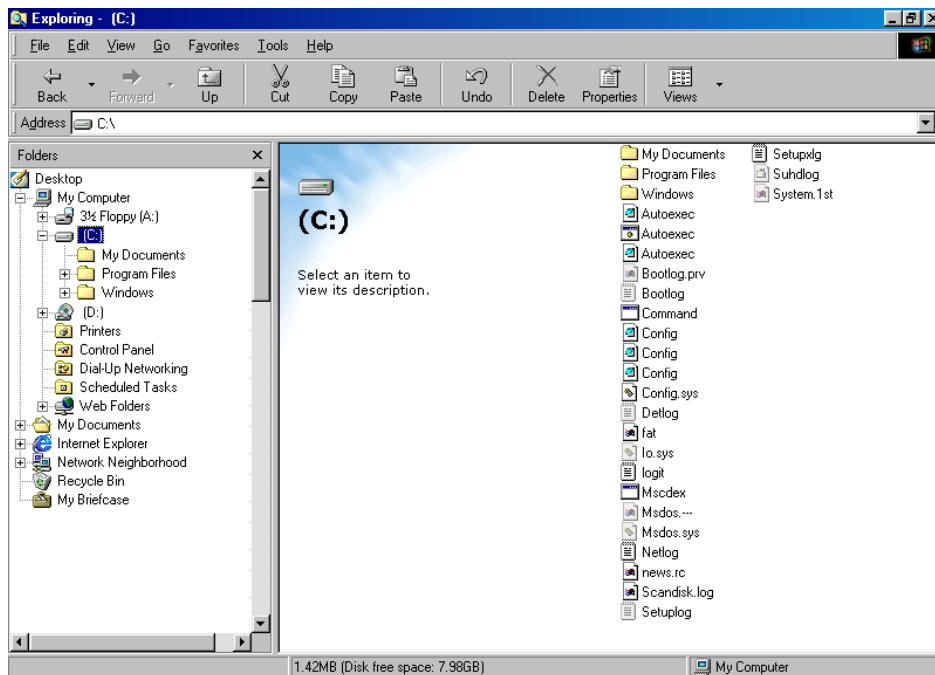 Exploring - (C:)
File Edit View Go Favorites Tools Help
Back Forward Up Cut Copy Paste Undo Delete Properties Views
Address C:\
Folders
Desktop
My Computer
3½ Floppy (A:)
(C:)
My Documents
Program Files
Windows
(D:)
Printers
Control Panel
Dial-Up Networking
Scheduled Tasks
Web Folders
My Documents
Internet Explorer
Network Neighborhood
Recycle Bin
My Briefcase
(C:)
Select an item to
view its description.
My Documents
Program Files
Windows
Autoexec
Autoexec
Autoexec
Bootlog.prv
Bootlog
Command
Config
Config
Config
Config.sys
Detlog
fat
Io.sys
logit
Mscdex
Msdos.---
Msdos.sys
Netlog
news.rc
Scandisk.log
Setuplog
Setupxlg
Suhdlog
System.1st
1.42MB (Disk free space: 7.98GB) My Computer